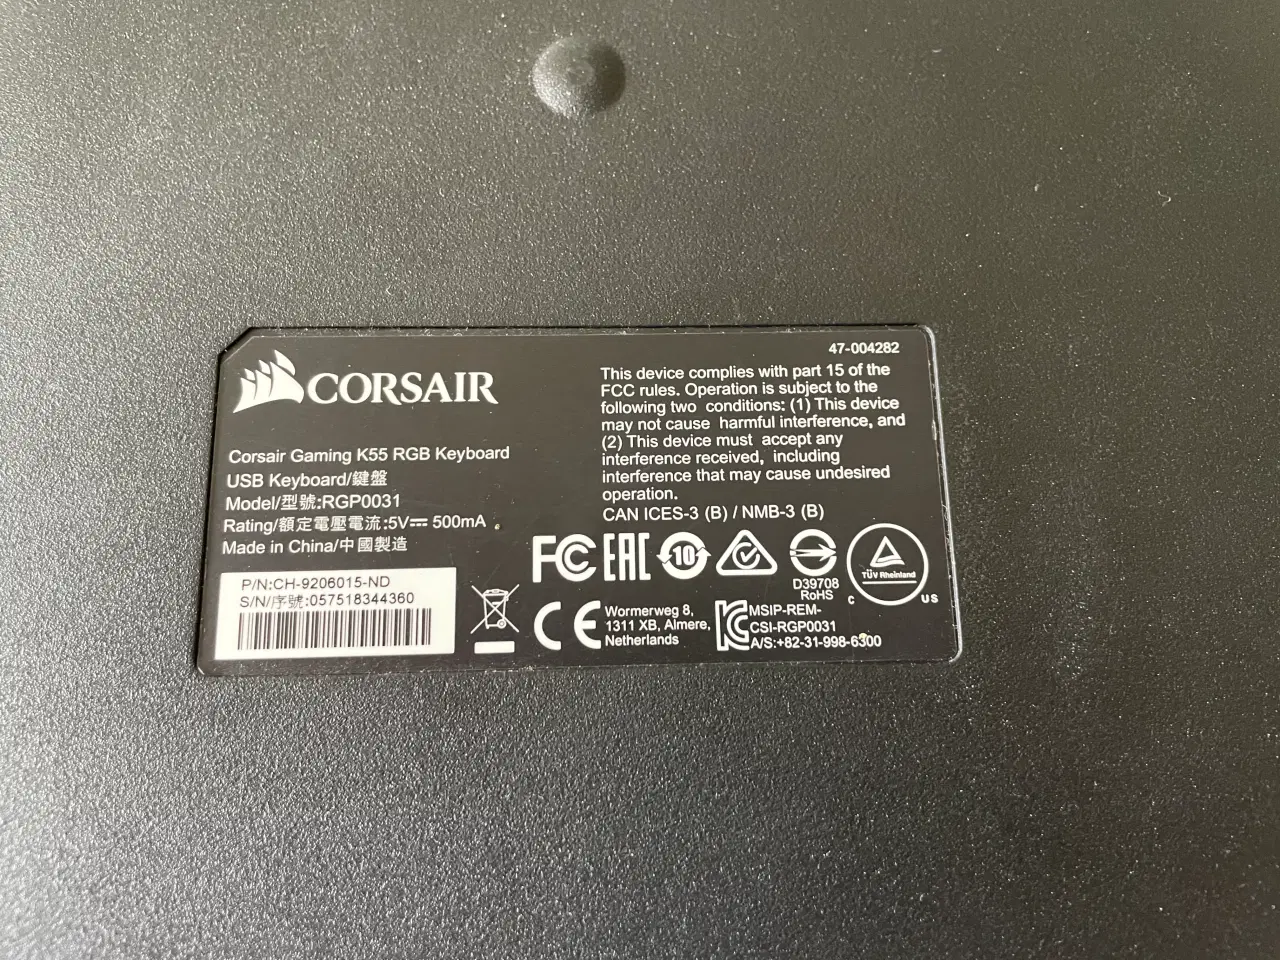 47-004282
CORSAIR
Corsair Gaming K55 RGB Keyboard
USB Keyboard/鍵盤
Model/型號:RGP0031
Rating/額定電壓電流:5V⎓ 500mA
Made in China/中國製造
P/N:CH-9206015-ND
S/N/序號:057518344360
This device complies with part 15 of the
FCC rules. Operation is subject to the
following two conditions: (1) This device
may not cause harmful interference, and
(2) This device must accept any
interference received, including
interference that may cause undesired
operation.
CAN ICES-3 (B) / NMB-3 (B)
FC EAC 10
D39708
RoHS
TÜV Rheinland
C US
CE
Wormerweg 8,
1311 XB, Almere,
Netherlands
KC
MSIP-REM-
CSI-RGP0031
A/S:+82-31-998-6300